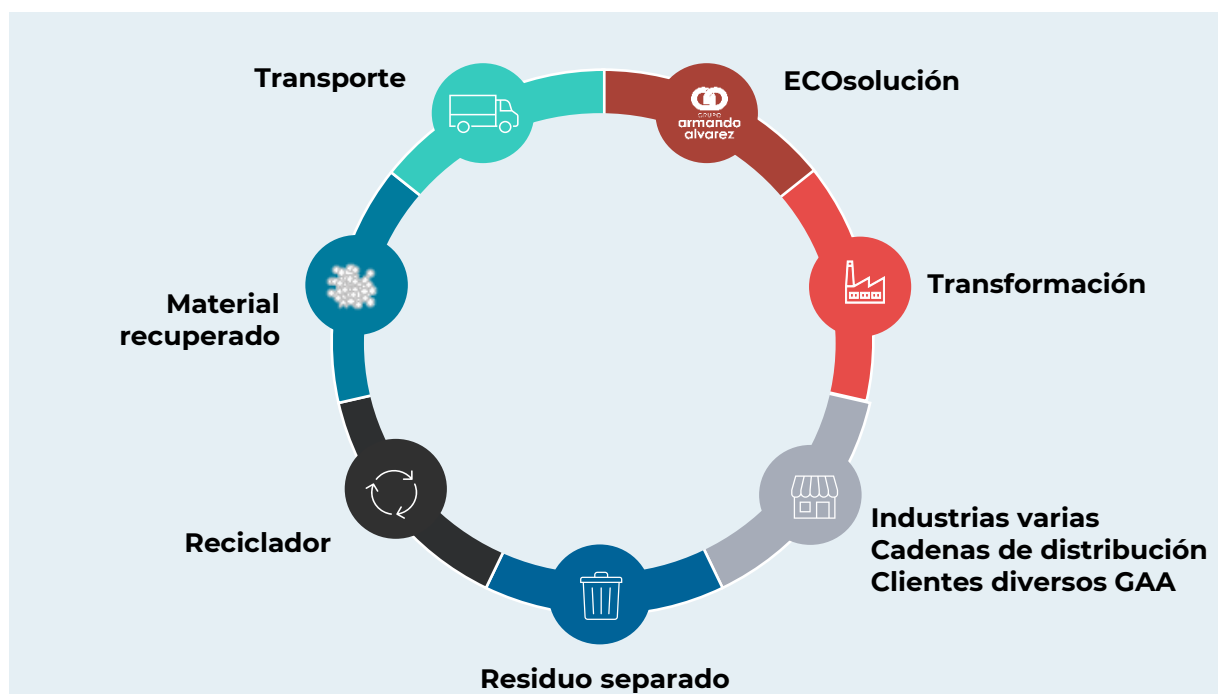 Transporte
ECOsolución
GRUPO
armando
alvarez
Transformación
Material
recuperado
Industrias varias
Cadenas de distribución
Clientes diversos GAA
Reciclador
Residuo separado